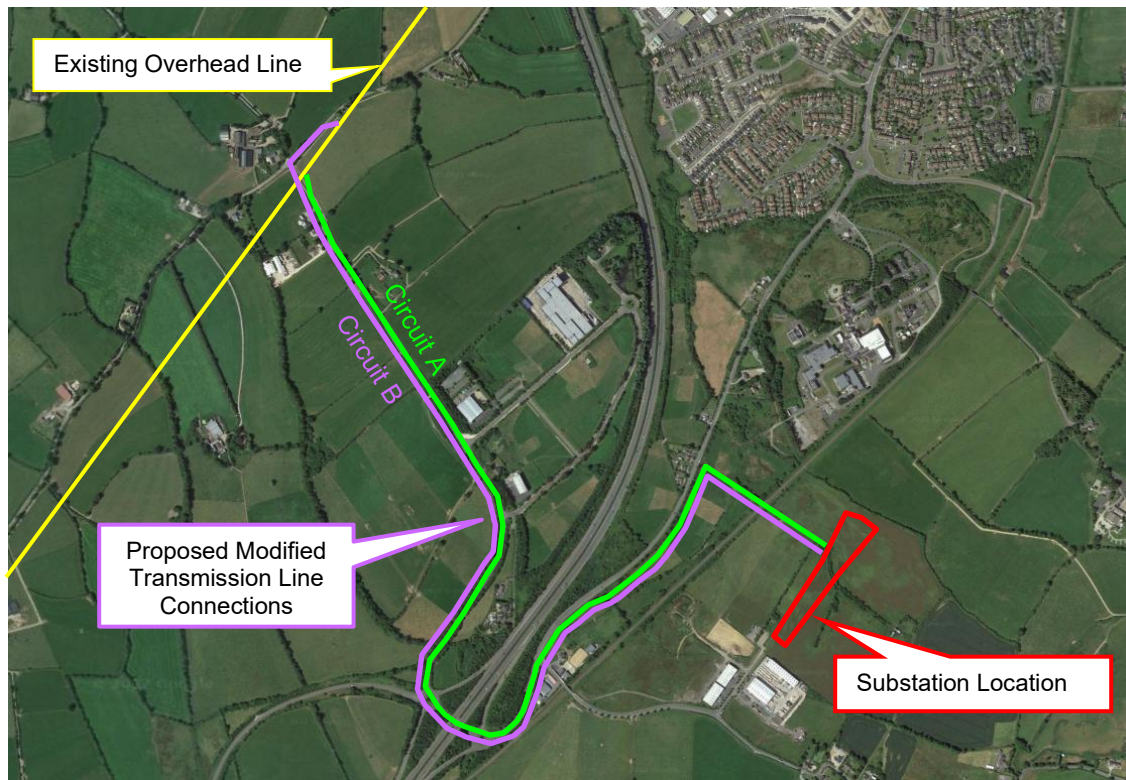 Existing Overhead Line
Circuit A
Circuit B
Proposed Modified
Transmission Line
Connections
Substation Location